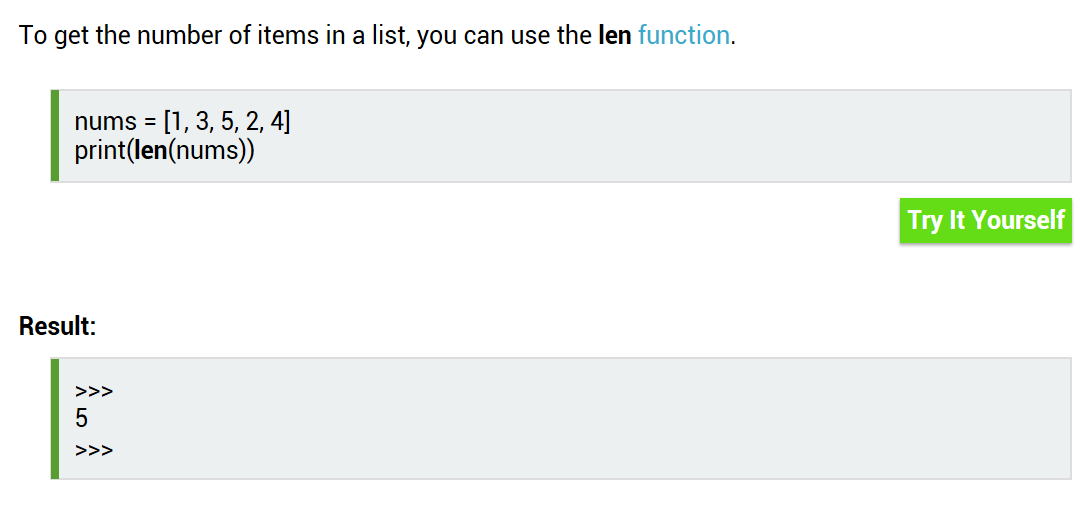 To get the number of items in a list, you can use the len function.
nums = [1, 3, 5, 2, 4]
print(len(nums))
Try It Yourself
Result:
>>>
5
>>>